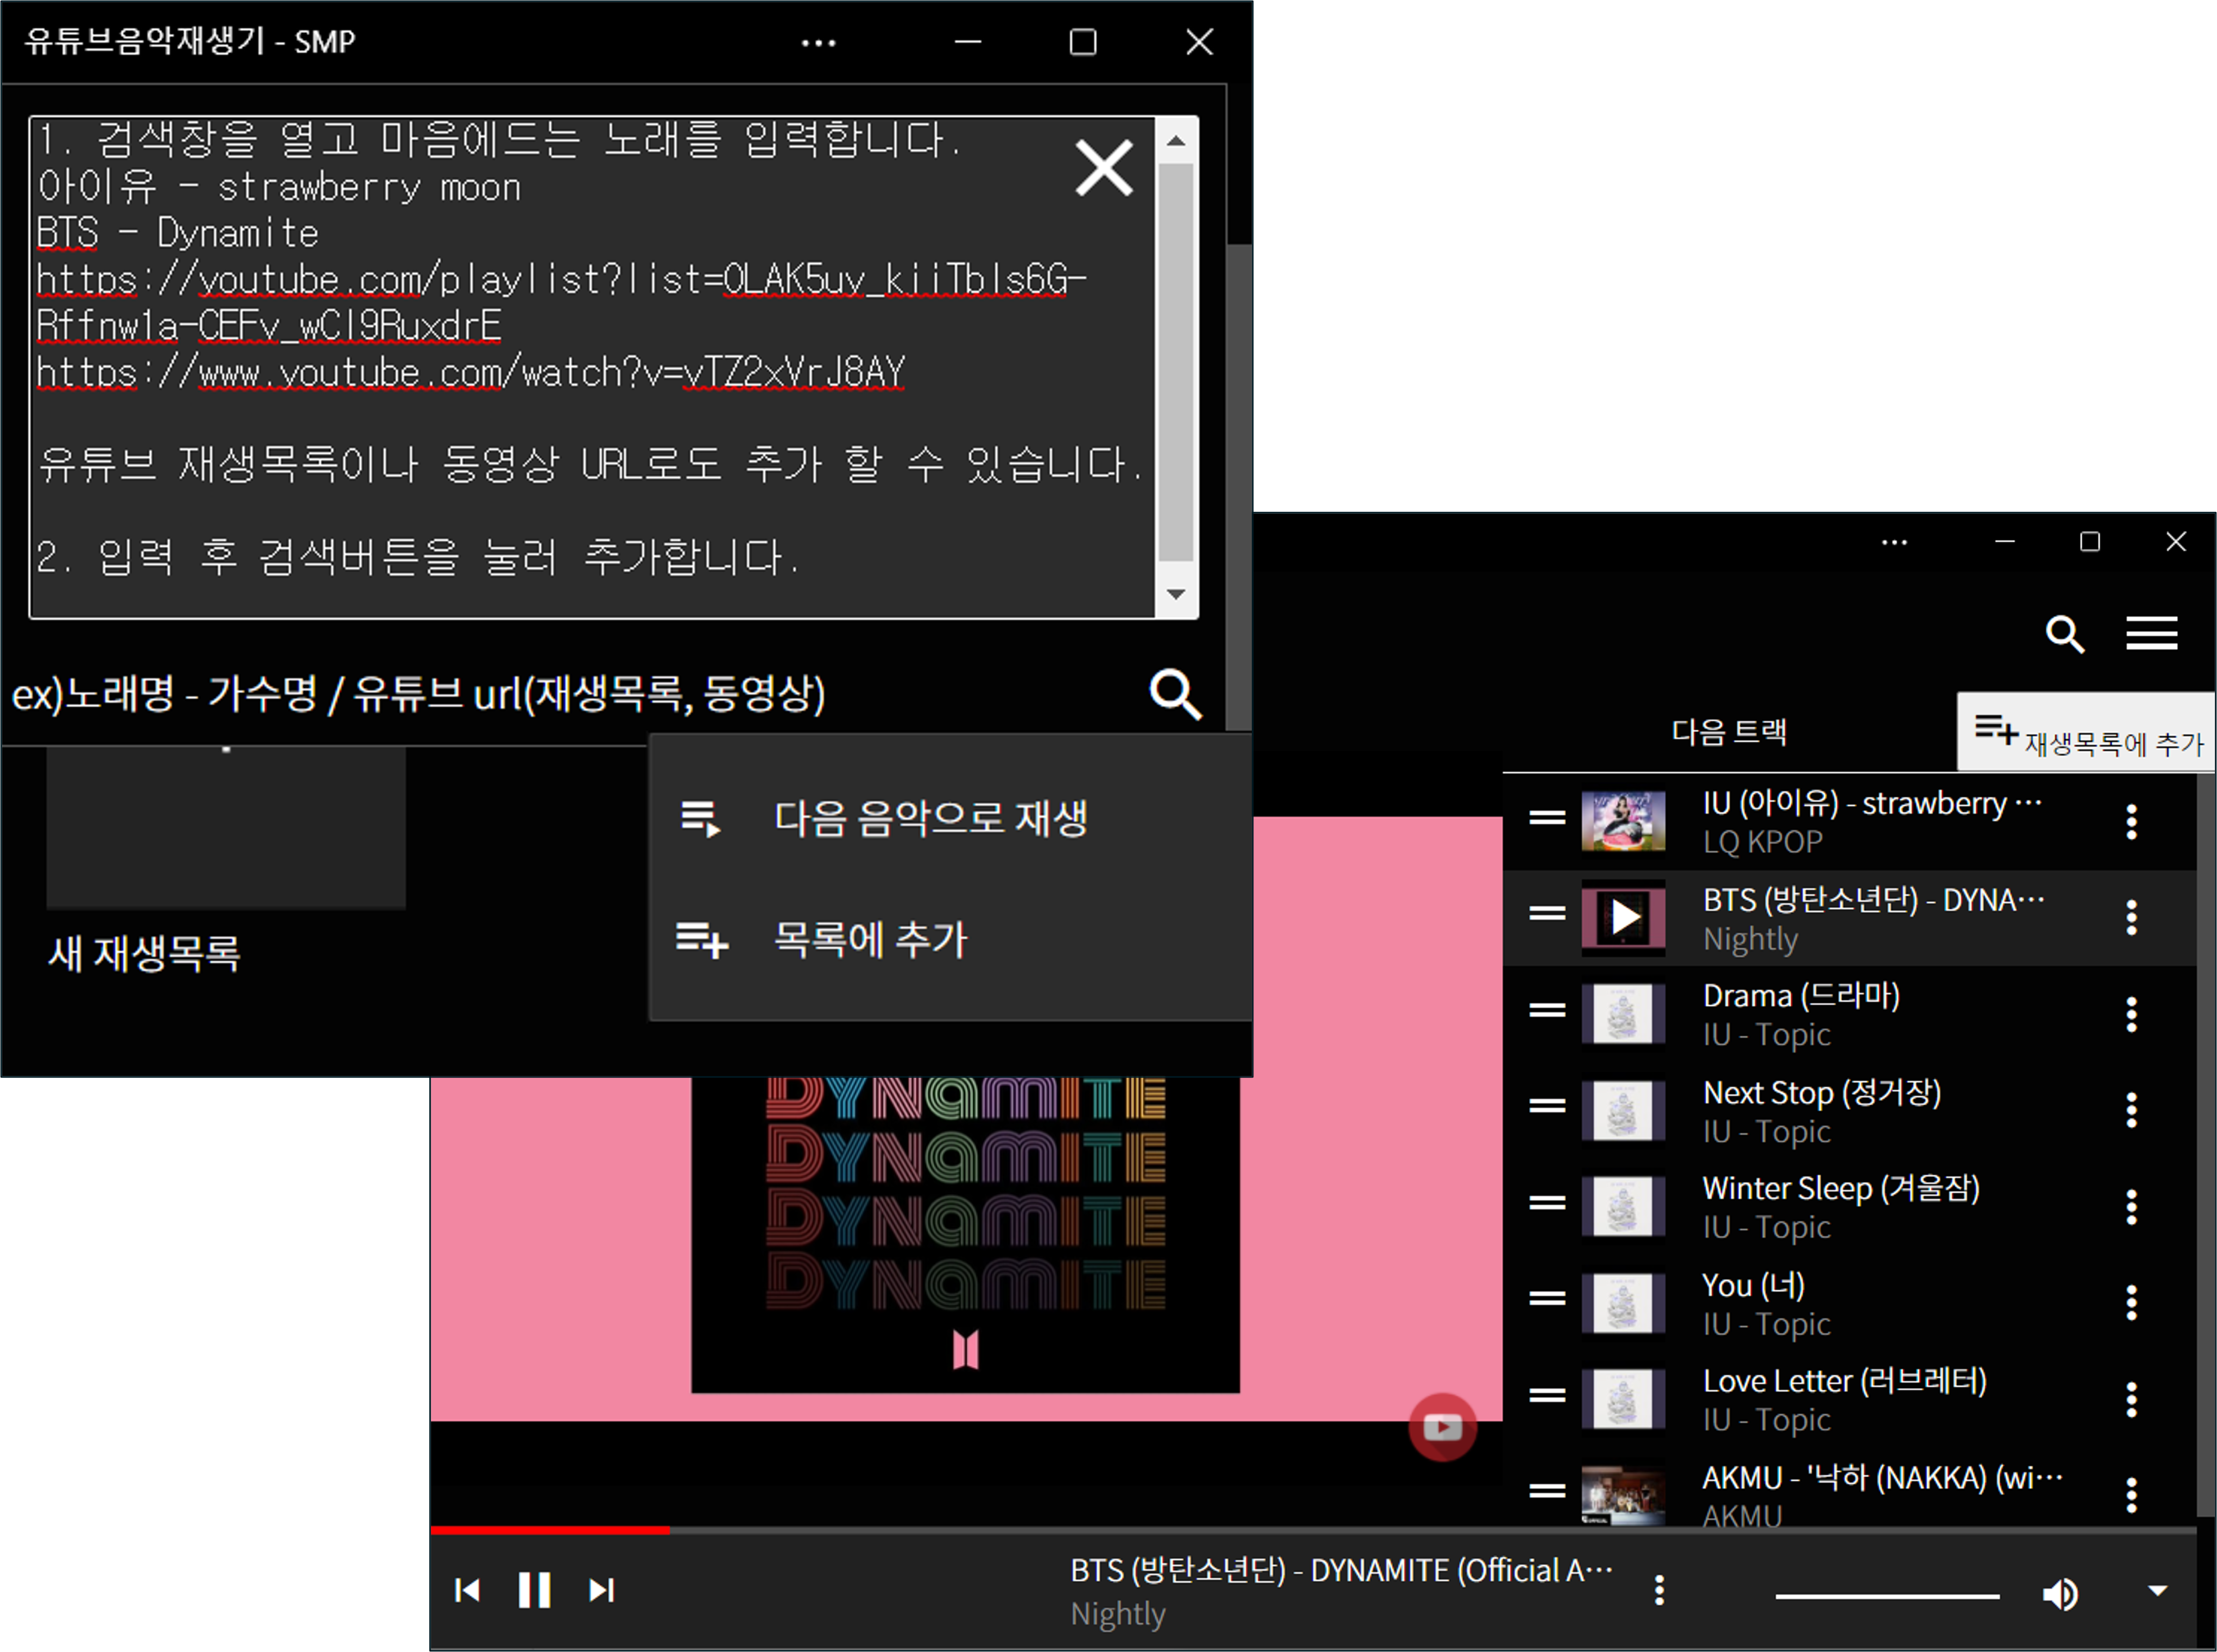 유튜브음악재생기 - SMP
1. 검색창을 열고 마음에드는 노래를 입력합니다.
아이유 - strawberry moon
BTS - Dynamite
https://youtube.com/playlist?list=OLAK5uy_kiiTbls6G-
Rffnw1a-CEFv_wCl9RuxdrE
https://www.youtube.com/watch?v=vTZ2xVrJ8AY
유튜브 재생목록이나 동영상 URL로도 추가 할 수 있습니다.
2. 입력 후 검색버튼을 눌러 추가합니다.
ex)노래명 - 가수명 / 유튜브 url(재생목록, 동영상)
다음 음악으로 재생
목록에 추가
새 재생목록
다음 트랙
재생목록에 추가
IU (아이유) - strawberry ···
LQ KPOP
BTS (방탄소년단) - DYNA···
Nightly
Drama (드라마)
IU - Topic
Next Stop (정거장)
IU - Topic
Winter Sleep (겨울잠)
IU - Topic
You (너)
IU - Topic
Love Letter (러브레터)
IU - Topic
AKMU - '낙하 (NAKKA) (wi···
AKMU
DYNAMITE
DYNAMITE
DYNAMITE
DYNAMITE
BTS (방탄소년단) - DYNAMITE (Official A···
Nightly